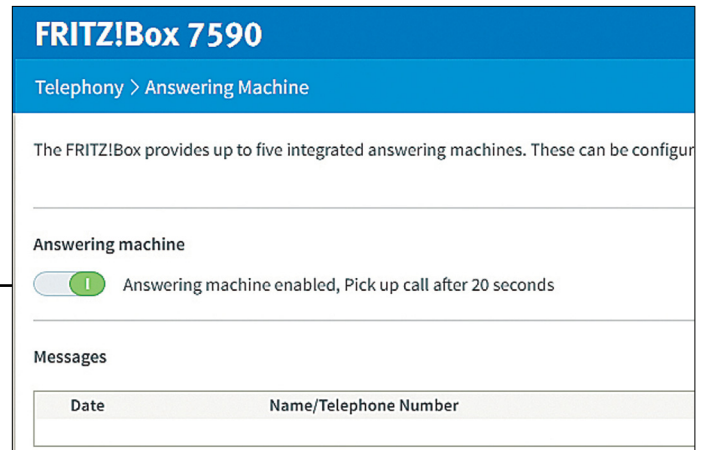 FRITZ!Box 7590
Telephony > Answering Machine
The FRITZ!Box provides up to five integrated answering machines. These can be configur
Answering machine
Answering machine enabled, Pick up call after 20 seconds
Messages
Date Name/Telephone Number